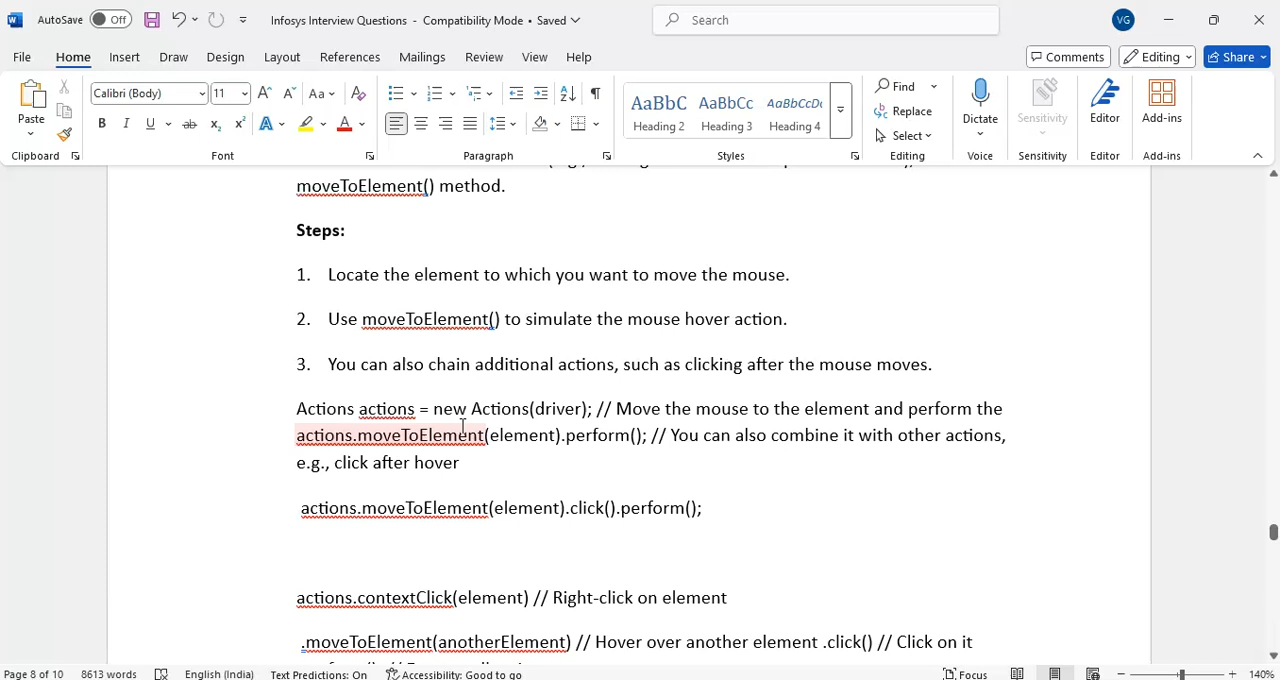 AutoSave Off Infosys Interview Questions - Compatibility Mode • Saved Search VG
File Home Insert Draw Design Layout References Mailings Review View Help Comments Editing Share
Paste Calibri (Body) 11 Aa AaBbC AaBbCc AaBbCcDc Find Replace Select Dictate Sensitivity Editor Add-ins
B I U ab x₂ x² A A Heading 2 Heading 3 Heading 4
Clipboard Font Paragraph Styles Editing Voice Sensitivity Editor Add-ins
moveToElement() method.
Steps:
1. Locate the element to which you want to move the mouse.
2. Use moveToElement() to simulate the mouse hover action.
3. You can also chain additional actions, such as clicking after the mouse moves.
Actions actions = new Actions(driver); // Move the mouse to the element and perform the
actions.moveToElement(element).perform(); // You can also combine it with other actions,
e.g., click after hover
actions.moveToElement(element).click().perform();
actions.contextClick(element) // Right-click on element
.moveToElement(anotherElement) // Hover over another element .click() // Click on it
Page 8 of 10 8613 words English (India) Text Predictions: On Accessibility: Good to go Focus 140%